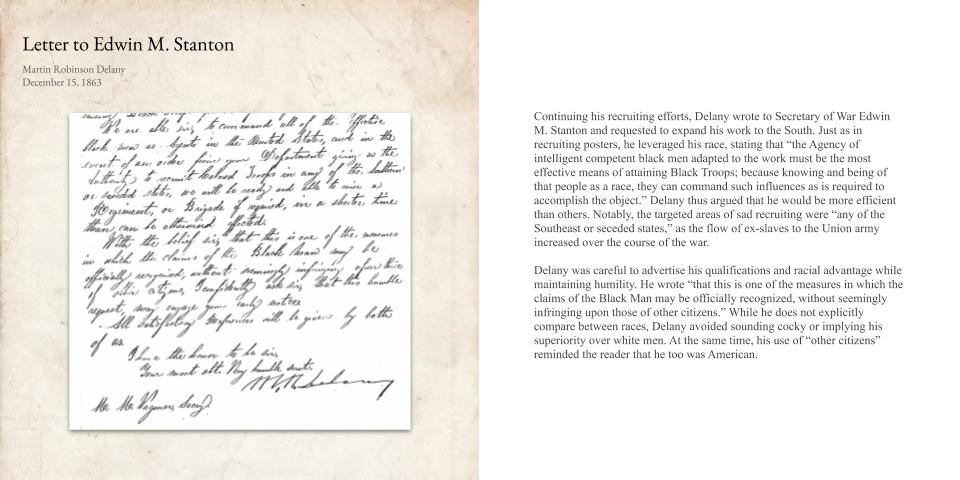 Letter to Edwin M. Stanton
Martin Robinson Delany
December 15, 1863
We are able sir, to command all of the effective
black men as Agents in the United States, and in the
event of an order from your Department giving us the
Authority to recruit Colored Troops in any of the Southern
or seceded states, we will be ready and able to raise a
Regiment, or Brigade if required, in a shorter time
than can be otherwise effected.
With the belief sir, that this is one of the measures
in which the claims of the Black Man may be
officially recognized, without seemingly infringing upon those
of other citizens, I confidently ask sir, that this humble
request, may engage your early notice
All satisfactory References will be given by both
of us
I have the honor to be sir,
Your most obt. Very humble servt.
M. R. Delany
Continuing his recruiting efforts, Delany wrote to Secretary of War Edwin
M. Stanton and requested to expand his work to the South. Just as in
recruiting posters, he leveraged his race, stating that “the Agency of
intelligent competent black men adapted to the work must be the most
effective means of attaining Black Troops; because knowing and being of
that people as a race, they can command such influences as is required to
accomplish the object.” Delany thus argued that he would be more efficient
than others. Notably, the targeted areas of sad recruiting were “any of the
Southeast or seceded states,” as the flow of ex-slaves to the Union army
increased over the course of the war.
Delany was careful to advertise his qualifications and racial advantage while
maintaining humility. He wrote “that this is one of the measures in which the
claims of the Black Man may be officially recognized, without seemingly
infringing upon those of other citizens.” While he does not explicitly
compare between races, Delany avoided sounding cocky or implying his
superiority over white men. At the same time, his use of “other citizens”
reminded the reader that he too was American.